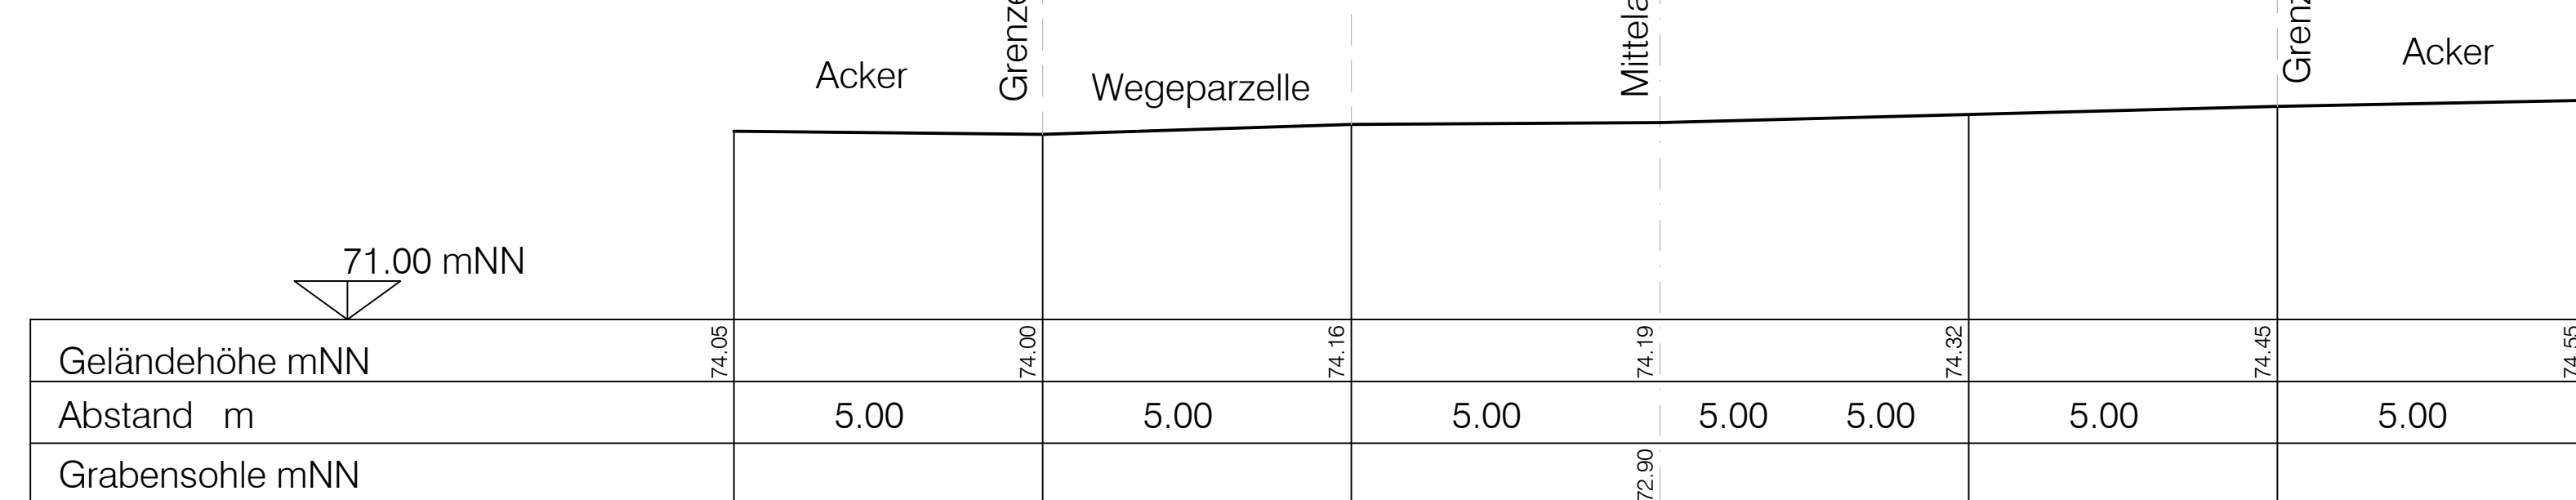 Acker
Wegeparzelle
Acker
71.00 mNN
Geländehöhe mNN 74.05 74.00 74.16 74.19 74.32 74.45
Abstand m 5.00 5.00 5.00 5.00 5.00 5.00 5.00
Grabensohle mNN 72.90